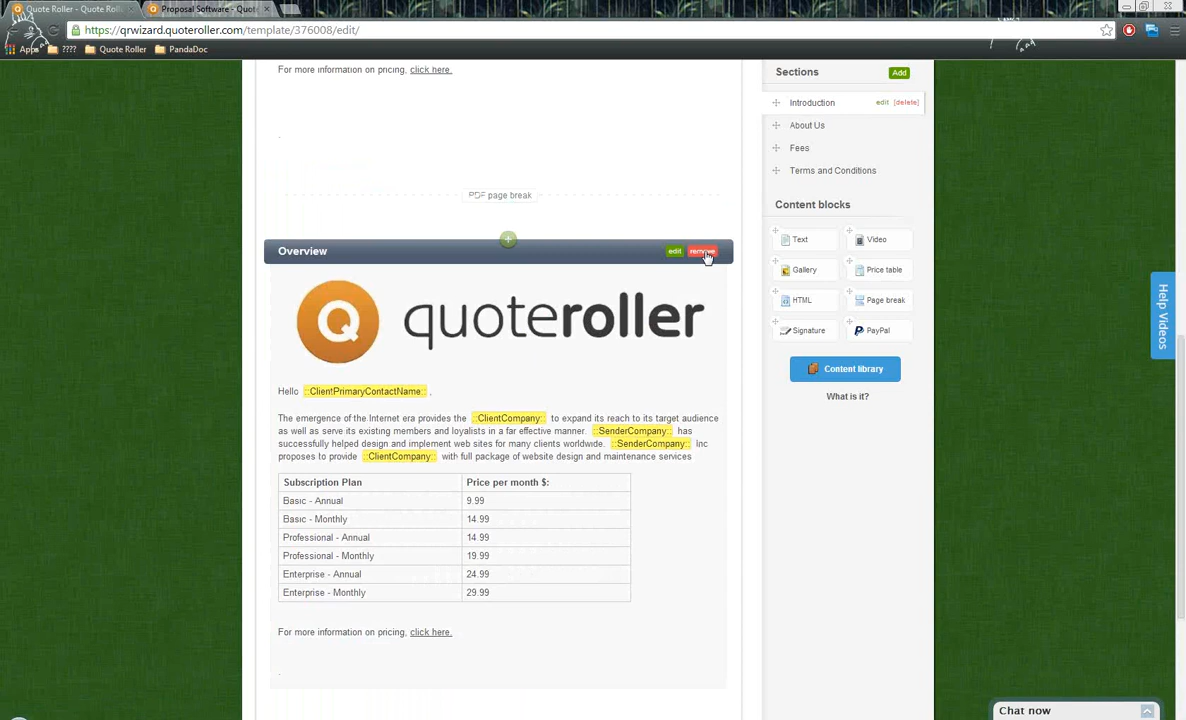 Quote Roller - Quote Roll
Proposal Software - Quot
https://qrwizard.quoteroller.com/template/376008/edit/
Apps ???? Quote Roller PandaDoc
For more information on pricing, click here.
.
PDF page break
Overview edit remove
Q quoteroller
Hello ::ClientPrimaryContactName:: .
The emergence of the Internet era provides the ::ClientCompany:: to expand its reach to its target audience
as well as serve its existing members and loyalists in a far effective manner. ::SenderCompany:: has
successfully helped design and implement web sites for many clients worldwide. ::SenderCompany:: Inc
proposes to provide ::ClientCompany:: with full package of website design and maintenance services
Subscription Plan Price per month $:
Basic - Annual 9.99
Basic - Monthly 14.99
Professional - Annual 14.99
Professional - Monthly 19.99
Enterprise - Annual 24.99
Enterprise - Monthly 29.99
For more information on pricing, click here.
.
Sections Add
Introduction edit [delete]
About Us
Fees
Terms and Conditions
Content blocks
Text Video
Gallery Price table
HTML Page break
Signature PayPal
Content library
What is it?
Help Videos
Chat now